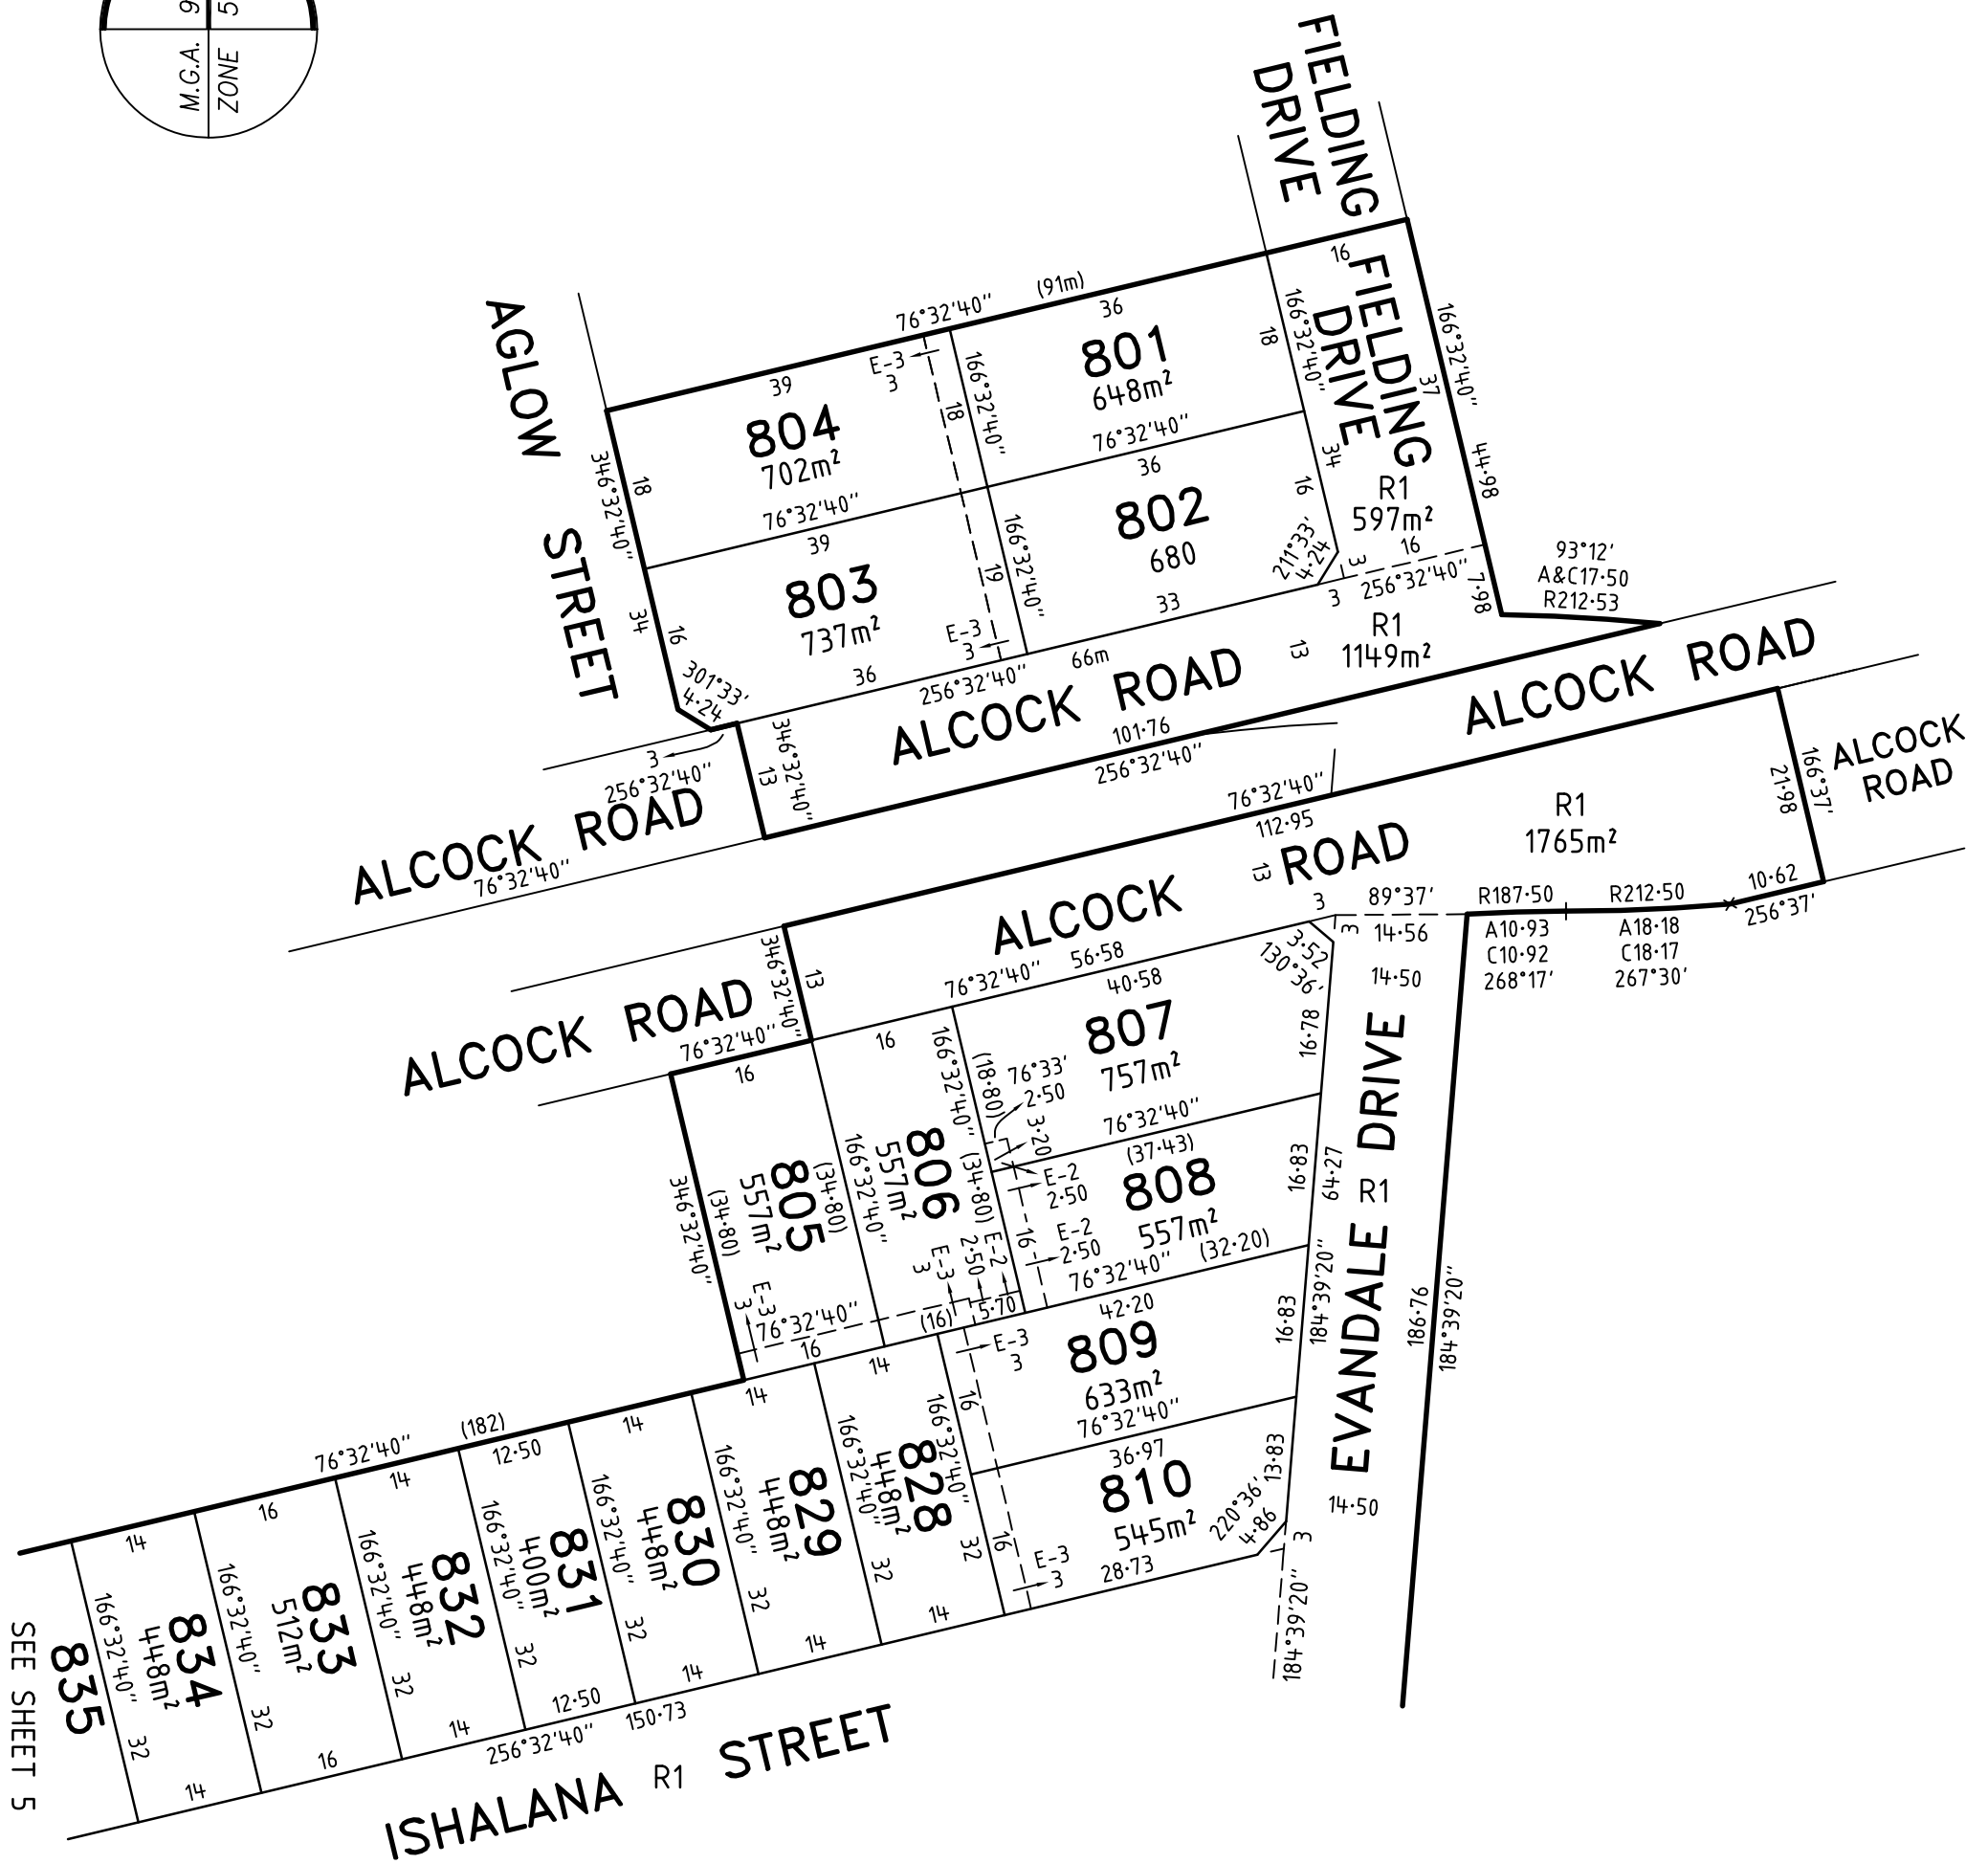 M.G.A. 9
ZONE 5
FIELDING
DRIVE
FIELDING
DRIVE
16
166°32'40"
166°32'40"
37
44·98
7·98
34
R1
597m²
16
256°32'40"
3
3
93°12'
A&C17·50
R212·53
AGLOW
STREET
76°32'40"
(91m)
36
801
648m²
18
76°32'40"
36
802
680
16
211°33'
4·24
33
39
804
702m²
E-3
3
18
166°32'40"
18
346°32'40"
76°32'40"
39
803
737m²
166°32'40"
19
E-3
3
34
16
301°33'
4·24
36
256°32'40"
66m
13
R1
1149m²
ALCOCK ROAD
101·76
256°32'40"
346°32'40"
13
3
256°32'40"
ALCOCK ROAD
76°32'40"
ALCOCK ROAD
ALCOCK
ROAD
166°37'
21·98
R1
1765m²
76°32'40"
112·95
13
ALCOCK ROAD
3
89°37'
14·56
3
R187·50
A10·93
C10·92
268°17'
R212·50
A18·18
C18·17
267°30'
10·62
256°37'
346°32'40"
13
ALCOCK ROAD
76°32'40"
76°32'40"
56·58
40·58
3·52
130°36'
14·50
807
757m²
16·78
16
16
166°32'40"
(18·80)
76°33'
2·50
3·20
76°32'40"
(37·43)
808
557m²
16·83
64·27
E-2
2·50
E-2
2·50
16
76°32'40"
(32·20)
806
557m²
(34·80)
166°32'40"
805
557m²
(34·80)
(34·80)
346°32'40"
E-3
3
76°32'40"
E-3
3
2·50
E-2
5·70
(16)
16
42·20
809
633m²
16·83
184°39'20"
EVANDALE R1 DRIVE
186·76
184°39'20"
E-3
3
16
76°32'40"
36·97
810
545m²
13·83
220°36'
4·86
3
14·50
184°39'20"
16
E-3
3
28·73
76°32'40"
(182)
14
166°32'40"
828
448m²
32
14
14
166°32'40"
829
448m²
32
14
14
166°32'40"
830
448m²
32
14
12·50
166°32'40"
831
400m²
32
12·50
14
166°32'40"
832
448m²
32
14
16
166°32'40"
833
512m²
32
16
14
166°32'40"
834
448m²
32
14
166°32'40"
835
32
256°32'40"
150·73
ISHALANA R1 STREET
SEE SHEET 5